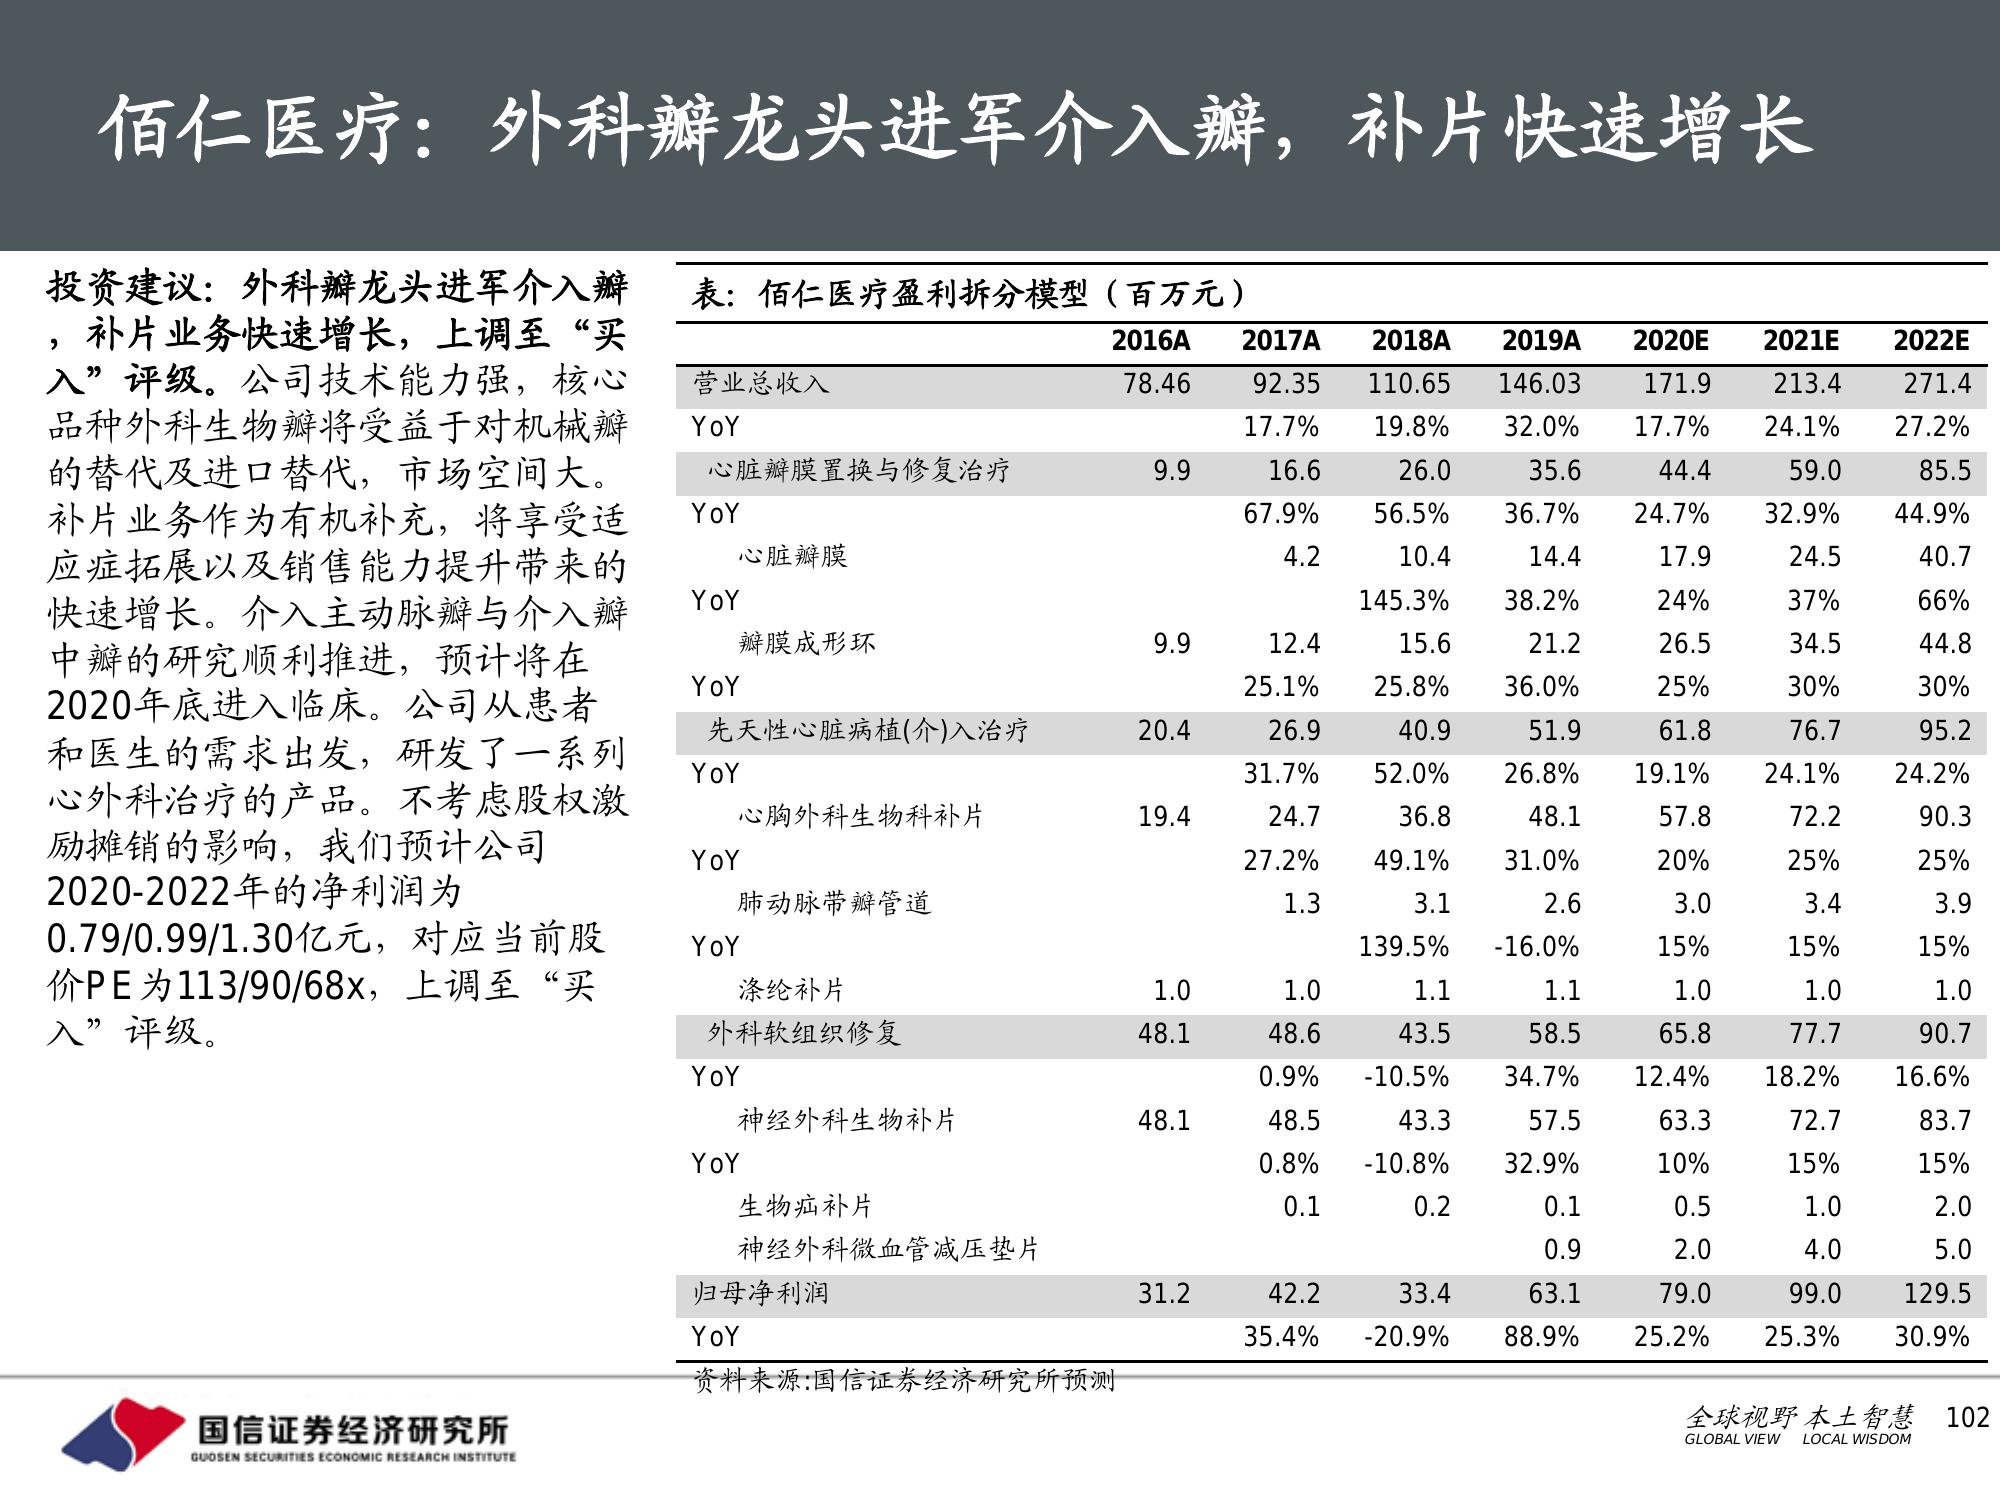 佰仁医疗：外科瓣龙头进军介入瓣，补片快速增长
投资建议：外科瓣龙头进军介入瓣
，补片业务快速增长，上调至“买
入”评级。公司技术能力强，核心
品种外科生物瓣将受益于对机械瓣
的替代及进口替代，市场空间大。
补片业务作为有机补充，将享受适
应症拓展以及销售能力提升带来的
快速增长。介入主动脉瓣与介入瓣
中瓣的研究顺利推进，预计将在
2020年底进入临床。公司从患者
和医生的需求出发，研发了一系列
心外科治疗的产品。不考虑股权激
励摊销的影响，我们预计公司
2020-2022年的净利润为
0.79/0.99/1.30亿元，对应当前股
价PE为113/90/68x，上调至“买
入”评级。
表：佰仁医疗盈利拆分模型（百万元）
2016A 2017A 2018A 2019A 2020E 2021E 2022E
营业总收入 78.46 92.35 110.65 146.03 171.9 213.4 271.4
YoY 17.7% 19.8% 32.0% 17.7% 24.1% 27.2%
心脏瓣膜置换与修复治疗 9.9 16.6 26.0 35.6 44.4 59.0 85.5
YoY 67.9% 56.5% 36.7% 24.7% 32.9% 44.9%
心脏瓣膜 4.2 10.4 14.4 17.9 24.5 40.7
YoY 145.3% 38.2% 24% 37% 66%
瓣膜成形环 9.9 12.4 15.6 21.2 26.5 34.5 44.8
YoY 25.1% 25.8% 36.0% 25% 30% 30%
先天性心脏病植(介)入治疗 20.4 26.9 40.9 51.9 61.8 76.7 95.2
YoY 31.7% 52.0% 26.8% 19.1% 24.1% 24.2%
心胸外科生物科补片 19.4 24.7 36.8 48.1 57.8 72.2 90.3
YoY 27.2% 49.1% 31.0% 20% 25% 25%
肺动脉带瓣管道 1.3 3.1 2.6 3.0 3.4 3.9
YoY 139.5% -16.0% 15% 15% 15%
涤纶补片 1.0 1.0 1.1 1.1 1.0 1.0 1.0
外科软组织修复 48.1 48.6 43.5 58.5 65.8 77.7 90.7
YoY 0.9% -10.5% 34.7% 12.4% 18.2% 16.6%
神经外科生物补片 48.1 48.5 43.3 57.5 63.3 72.7 83.7
YoY 0.8% -10.8% 32.9% 10% 15% 15%
生物疝补片 0.1 0.2 0.1 0.5 1.0 2.0
神经外科微血管减压垫片 0.9 2.0 4.0 5.0
归母净利润 31.2 42.2 33.4 63.1 79.0 99.0 129.5
YoY 35.4% -20.9% 88.9% 25.2% 25.3% 30.9%
资料来源:国信证券经济研究所预测
国信证券经济研究所
GUOSEN SECURITIES ECONOMIC RESEARCH INSTITUTE
全球视野 本土智慧
GLOBAL VIEW LOCAL WISDOM
102